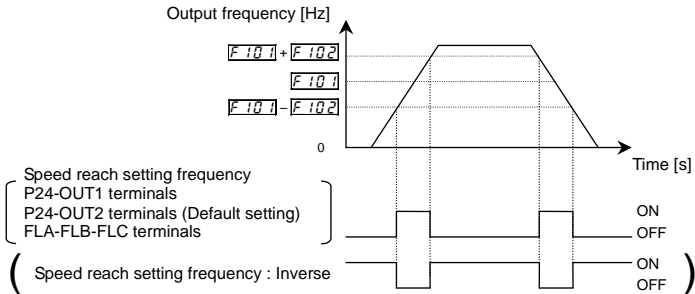 Output frequency [Hz]
F101 + F102
F101
F101 − F102
0
Time [s]
Speed reach setting frequency
P24-OUT1 terminals
P24-OUT2 terminals (Default setting)
FLA-FLB-FLC terminals
ON
OFF
( Speed reach setting frequency : Inverse
ON
OFF )